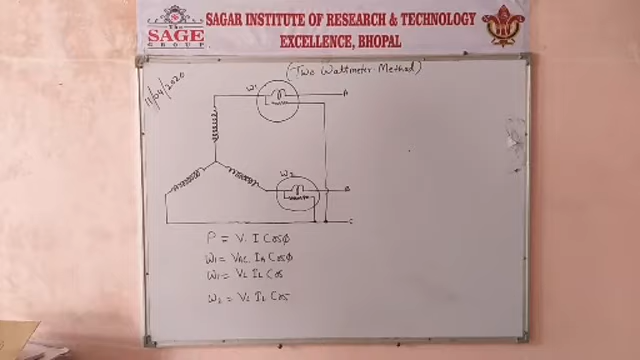 The
SAGE
GROUP
SAGAR INSTITUTE OF RESEARCH & TECHNOLOGY
EXCELLENCE, BHOPAL
(Two Wattmeter Method)
11/04/2020
W1
A
W2
B
C
P = V. I Cosϕ
W1 = VAC. IA Cosϕ
W1 = VL IL Cos
W2 = VL IL Cos